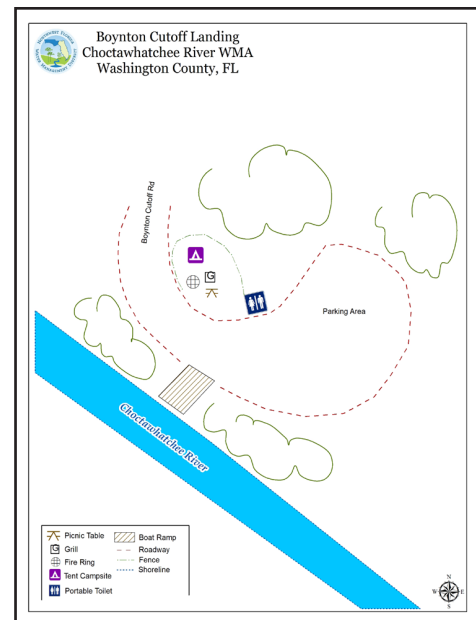 Boynton Cutoff Landing
Choctawhatchee River WMA
Washington County, FL
Boynton Cutoff Rd
G
Parking Area
Choctawhatchee River
Picnic Table
G
Grill
Fire Ring
Tent Campsite
Portable Toilet
Boat Ramp
Roadway
Fence
Shoreline
N
W
E
S